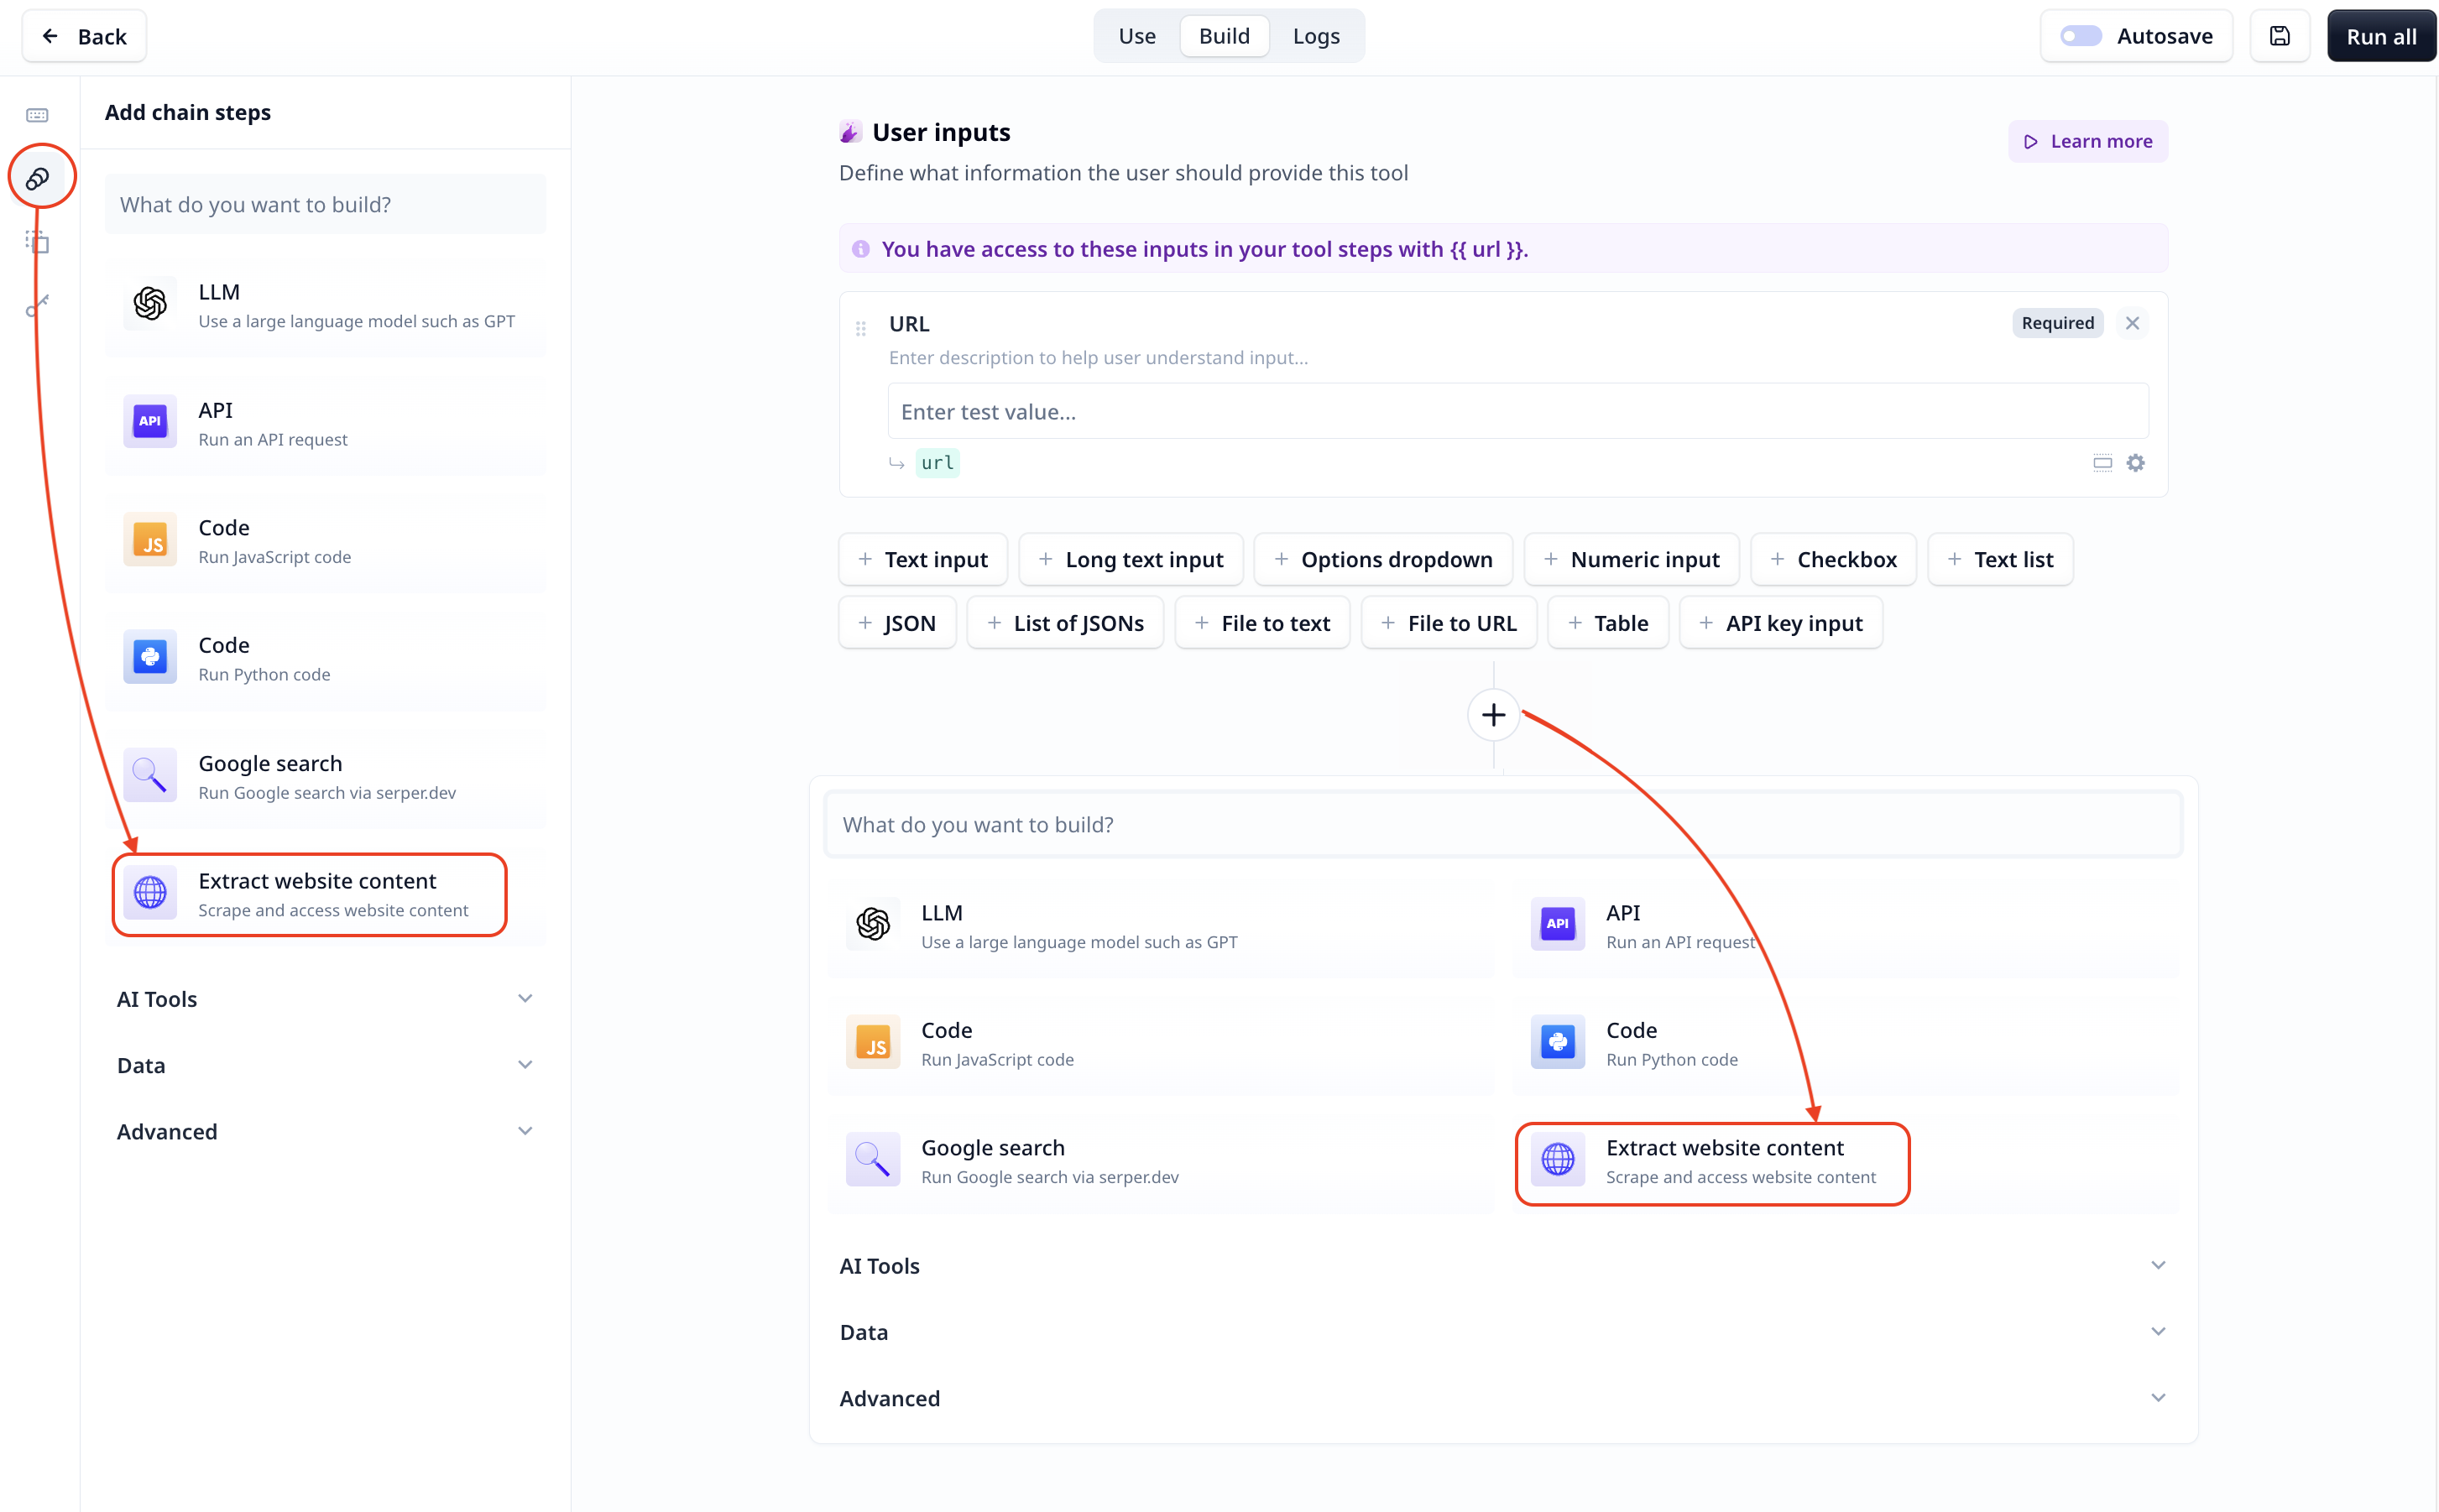 Back
Use
Build
Logs
Autosave
Run all
Add chain steps
What do you want to build?
LLM
Use a large language model such as GPT
API
API
Run an API request
JS
Code
Run JavaScript code
Code
Run Python code
Google search
Run Google search via serper.dev
Extract website content
Scrape and access website content
AI Tools
Data
Advanced
User inputs
Learn more
Define what information the user should provide this tool
You have access to these inputs in your tool steps with {{ url }}.
URL
Required
Enter description to help user understand input...
Enter test value...
url
+ Text input
+ Long text input
+ Options dropdown
+ Numeric input
+ Checkbox
+ Text list
+ JSON
+ List of JSONs
+ File to text
+ File to URL
+ Table
+ API key input
What do you want to build?
LLM
Use a large language model such as GPT
API
API
Run an API request
JS
Code
Run JavaScript code
Code
Run Python code
Google search
Run Google search via serper.dev
Extract website content
Scrape and access website content
AI Tools
Data
Advanced